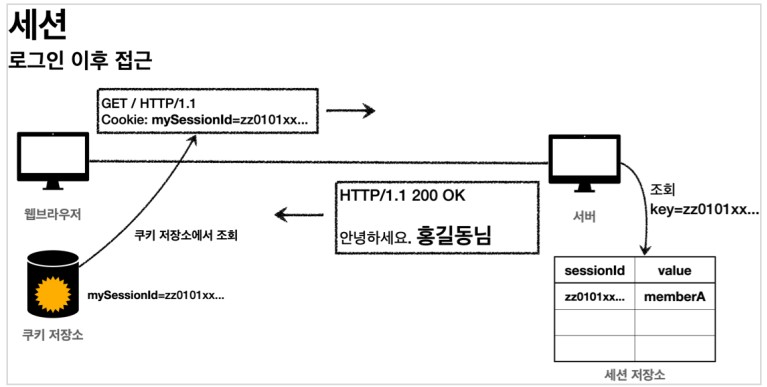 세션
로그인 이후 접근
GET / HTTP/1.1
Cookie: mySessionId=zz0101xx...
웹브라우저
서버
HTTP/1.1 200 OK
안녕하세요. 홍길동님
조회
key=zz0101xx...
쿠키 저장소에서 조회
mySessionId=zz0101xx...
쿠키 저장소
sessionId value
zz0101xx... memberA
세션 저장소